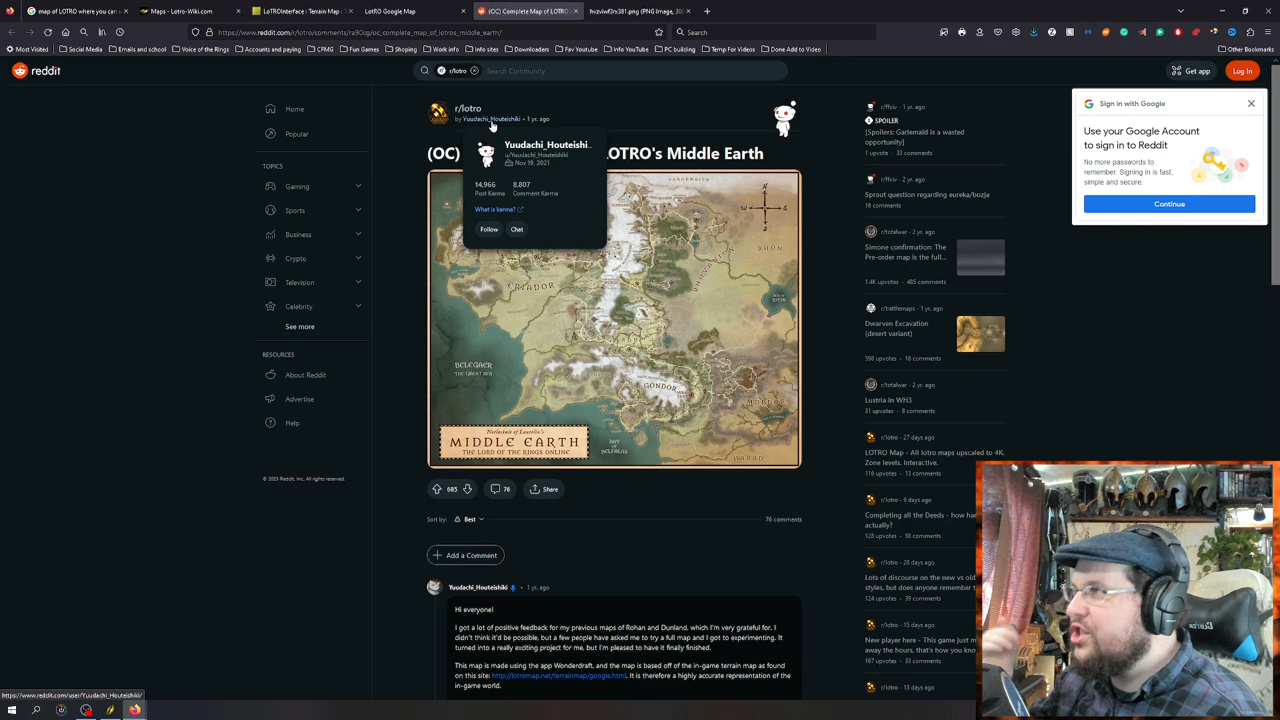 map of LOTRO where you can s
Maps - Lotro-Wiki.com
LoTROInterface : Terrain Map :
LotRO Google Map
(OC) Complete Map of LOTRO'S
hvzviwf3rx381.png (PNG Image, 300
https://www.reddit.com/r/lotro/comments/ra90cg/oc_complete_map_of_lotros_middle_earth/
Search
Most Visited
Social Media
Emails and school
Voice of the Rings
Accounts and paying
CFMG
Fun Games
Shoping
Work info
Info sites
Downloaders
Fav Youtube
Info YouTube
PC building
Temp For Videos
Done Add to Video
Other Bookmarks
reddit
r/lotro
Search Community
Get app
Log In
Home
Popular
TOPICS
Gaming
Sports
Business
Crypto
Television
Celebrity
See more
RESOURCES
About Reddit
Advertise
Help
© 2023 Reddit, Inc. All rights reserved.
r/lotro
by Yuudachi_Houteishiki • 1 yr. ago
(OC)
LOTRO's Middle Earth
Yuudachi_Houteishi...
u/Yuudachi_Houteishiki
Nov 19, 2021
14,966
8,807
Post Karma
Comment Karma
What is karma?
Follow
Chat
N
S
ERIADOR
RHOVANION
RHUN
BELEGAER
THE GREAT SEA
GONDOR
MORDOR
BAY OF BELFALAS
HARAD
MIDDLE EARTH
THE LORD OF THE RINGS ONLINE
685
76
Share
Sort by:
Best
76 comments
Add a Comment
Yuudachi_Houteishiki
• 1 yr. ago
Hi everyone!
I got a lot of positive feedback for my previous maps of Rohan and Dunland, which I'm very grateful for. I
didn't think it'd be possible, but a few people have asked me to try a full map and I got to experimenting. It
turned into a really exciting project for me, but I'm pleased to have it finally finished.
This map is made using the app Wonderdraft, and the map is based off of the in-game terrain map as found
on this site: http://lotromap.net/terrainmap/google.html. It is therefore a highly accurate representation of the
in-game world.
r/ffxiv • 1 yr. ago
SPOILER
[Spoilers: Garlemald is a wasted
opportunity]
1 upvote • 33 comments
r/ffxiv • 2 yr. ago
Sprout question regarding eureka/bozja
16 comments
r/totalwar • 2 yr. ago
Simone confirmation: The
Pre-order map is the full...
1.4K upvotes • 485 comments
r/battlemaps • 1 yr. ago
Dwarven Excavation
(desert variant)
598 upvotes • 16 comments
r/totalwar • 2 yr. ago
Lustria in WH3
31 upvotes • 8 comments
r/lotro • 27 days ago
LOTRO Map - All lotro maps upscaled to 4K.
Zone levels. Interactive.
116 upvotes • 13 comments
r/lotro • 9 days ago
Completing all the Deeds - how har
actually?
128 upvotes • 58 comments
r/lotro • 28 days ago
Lots of discourse on the new vs old
styles, but does anyone remember t
124 upvotes • 39 comments
r/lotro • 15 days ago
New player here - This game just m
away the hours, that's how you kno
167 upvotes • 33 comments
r/lotro • 13 days ago
Sign in with Google
Use your Google Account
to sign in to Reddit
No more passwords to
remember. Signing in is fast,
simple and secure.
Continue
https://www.reddit.com/user/Yuudachi_Houteishiki/